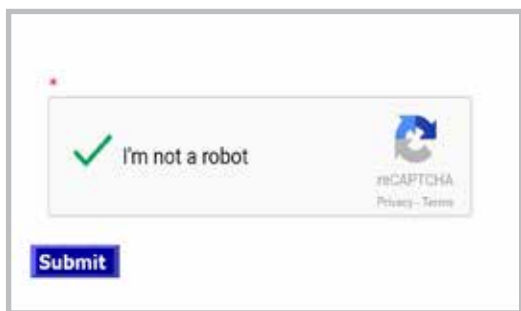 *
I'm not a robot
reCAPTCHA
Privacy - Terms
Submit